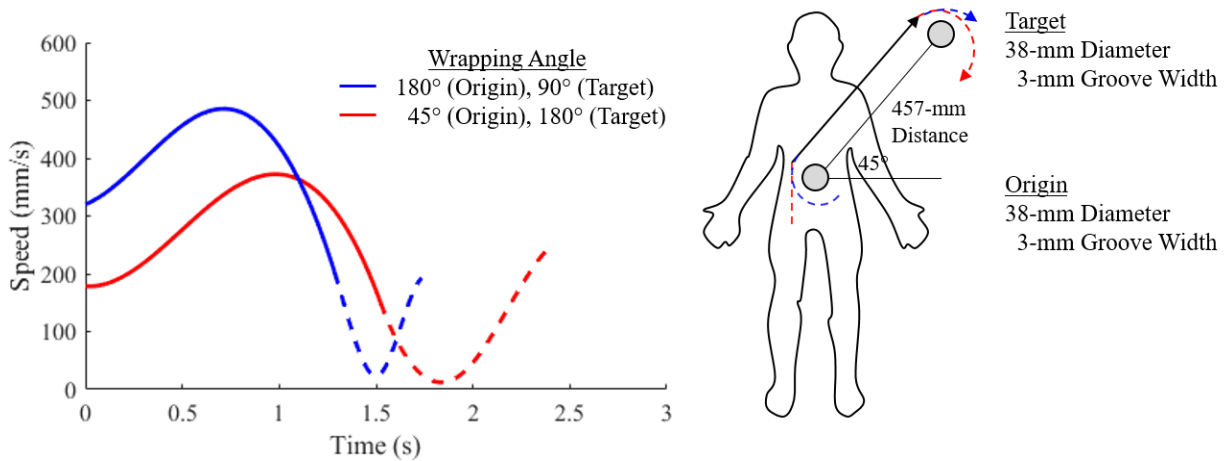 600
500
400
300
200
100
0
Speed (mm/s)
0 0.5 1 1.5 2 2.5 3
Time (s)
Wrapping Angle
180° (Origin), 90° (Target)
45° (Origin), 180° (Target)
457-mm
Distance
45°
Target
38-mm Diameter
3-mm Groove Width
Origin
38-mm Diameter
3-mm Groove Width